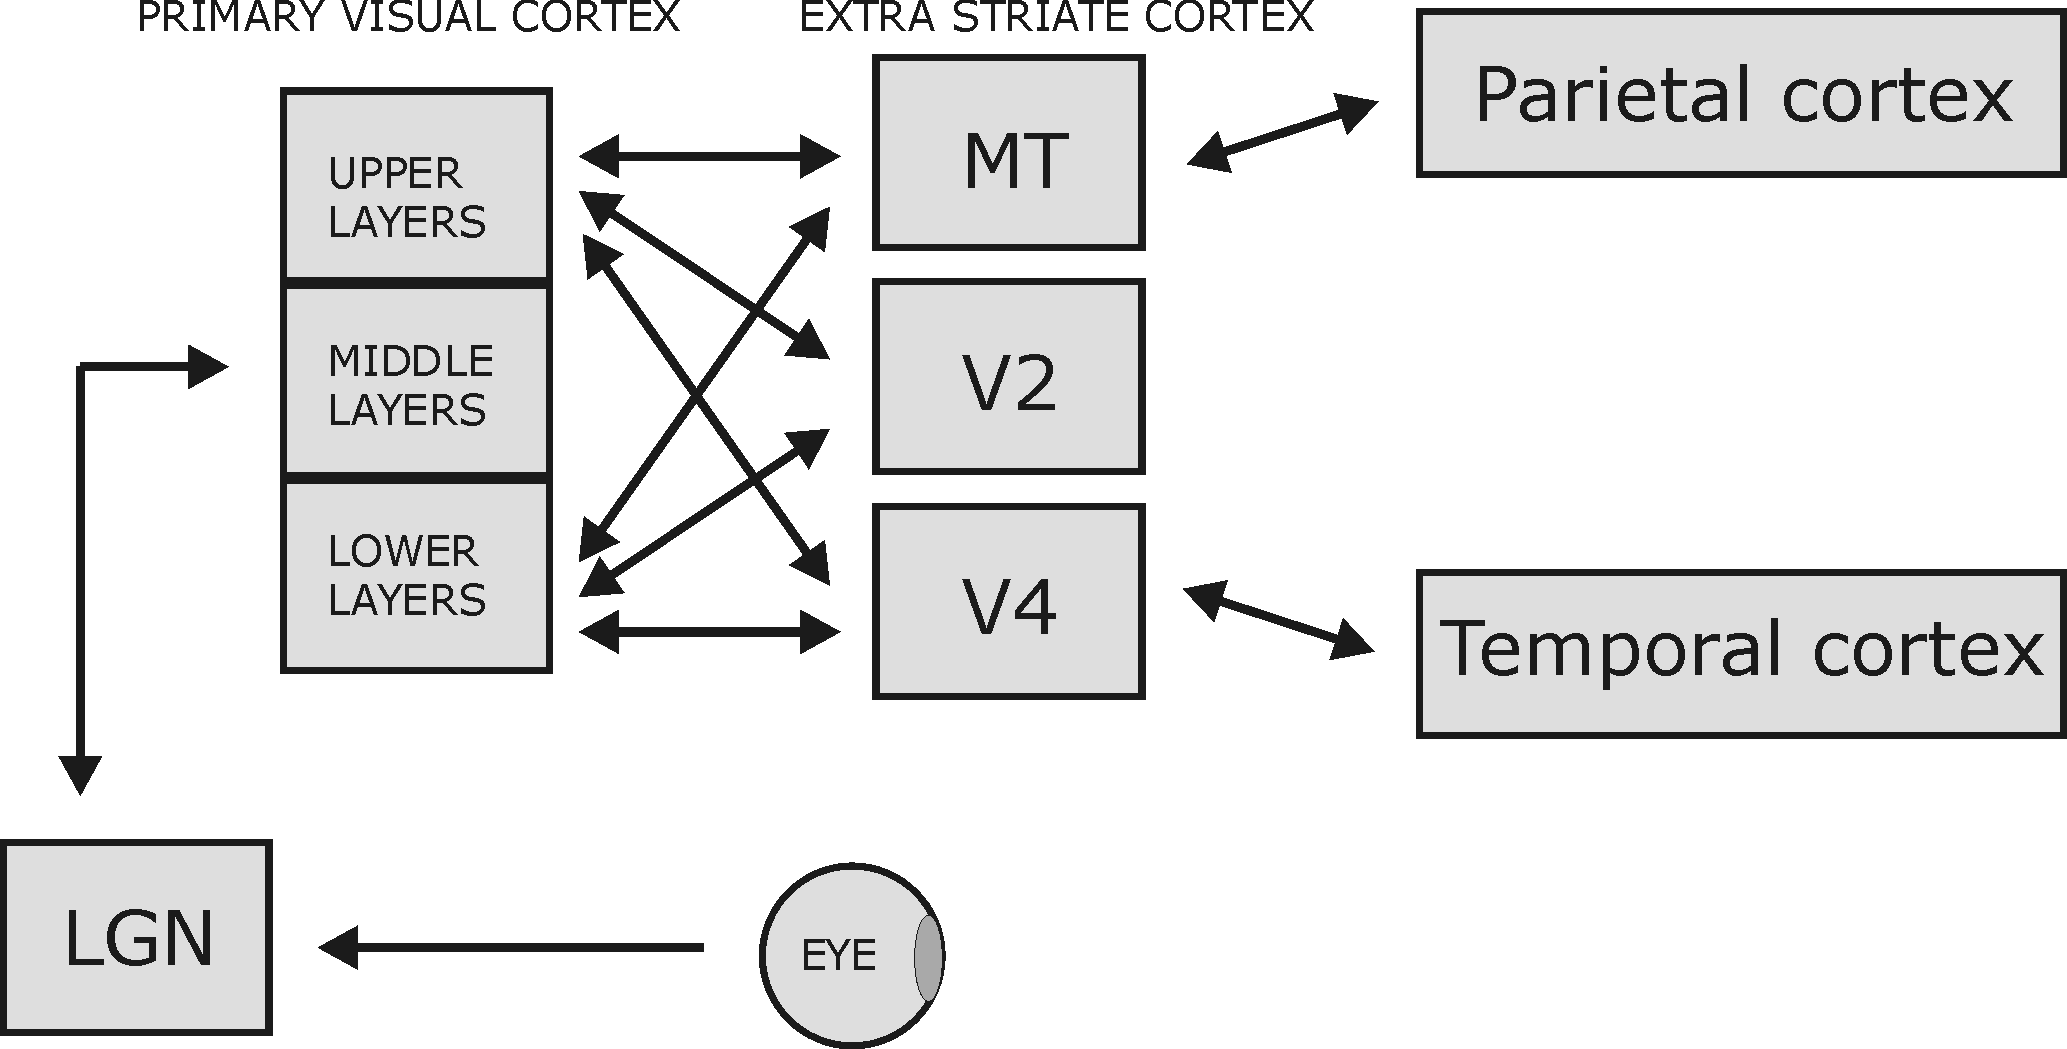 PRIMARY VISUAL CORTEX
EXTRA STRIATE CORTEX
UPPER
LAYERS
MIDDLE
LAYERS
LOWER
LAYERS
MT
V2
V4
Parietal cortex
Temporal cortex
LGN
EYE